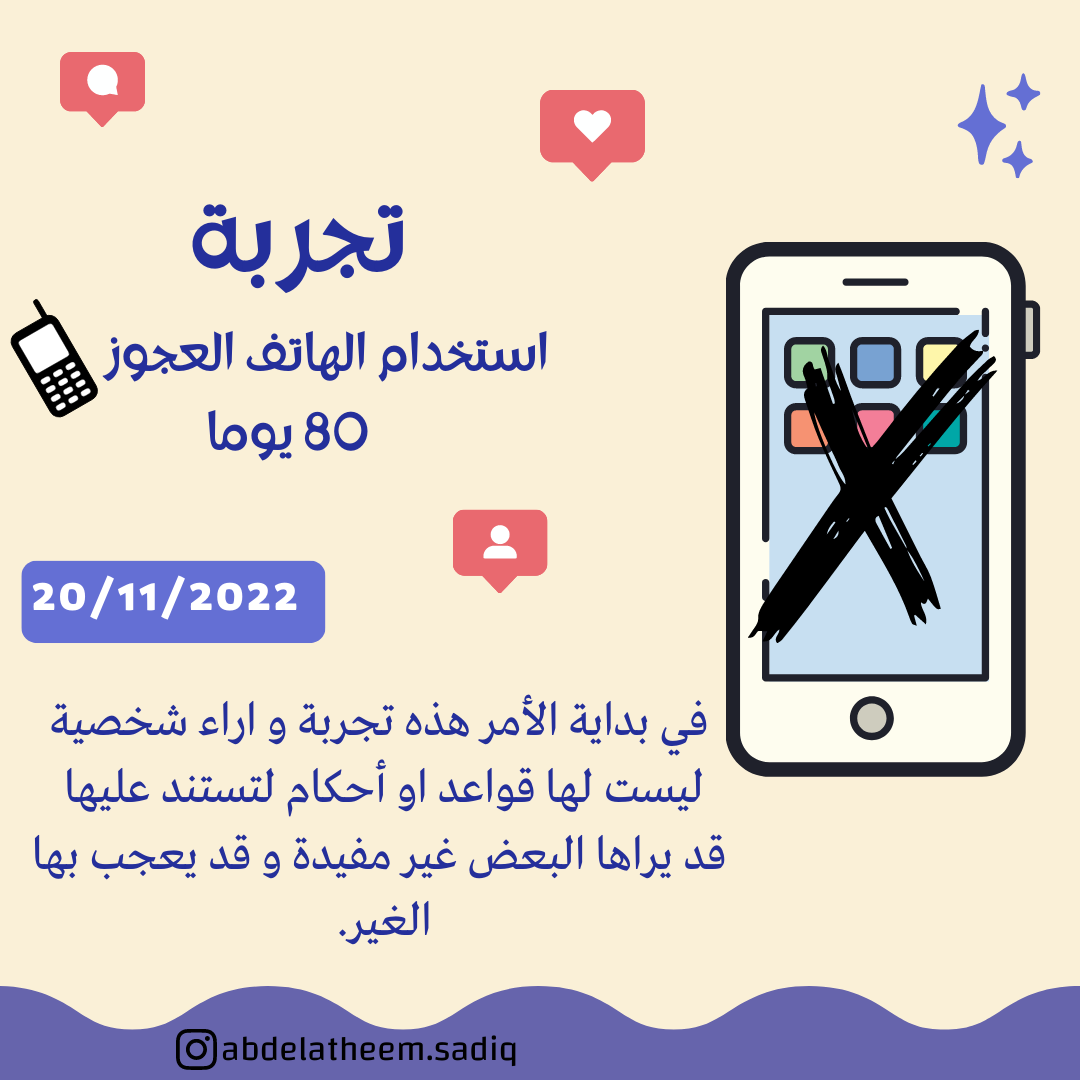 تجربة
استخدام الهاتف العجوز
80 يوما
20/11/2022
في بداية الأمر هذه تجربة و اراء شخصية
ليست لها قواعد او أحكام لتستند عليها
قد يراها البعض غير مفيدة و قد يعجب بها
الغير.
abdelatheem.sadiq